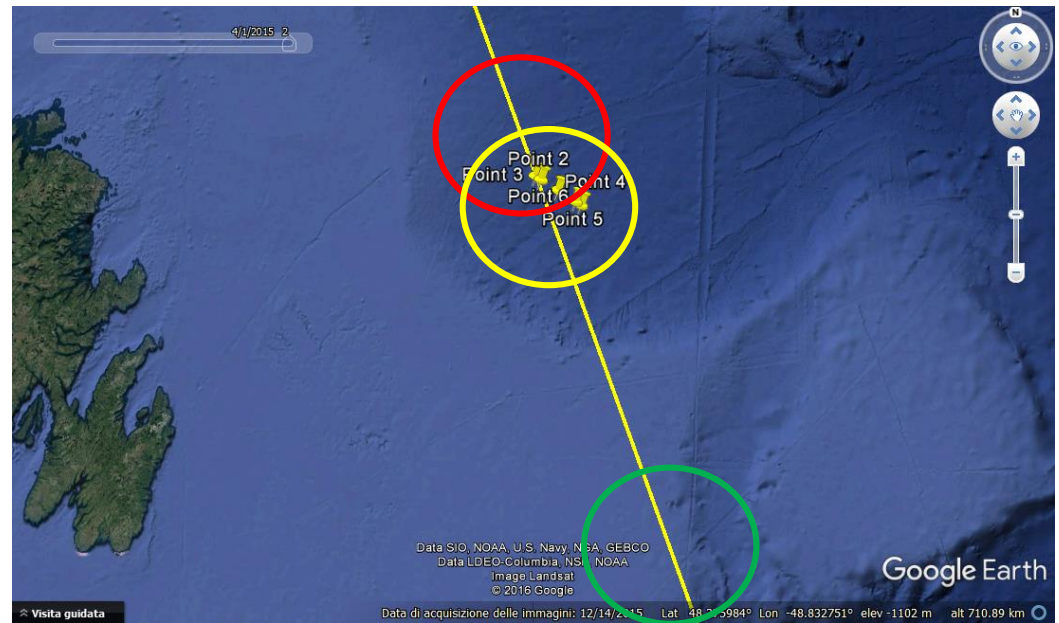 4/1/2015 2
N
Point 2
Point 3
Point 4
Point 6
Point 5
Data SIO, NOAA, U.S. Navy, NGA, GEBCO
Data LDEO-Columbia, NSF, NOAA
Image Landsat
© 2016 Google
Google Earth
Visita guidata
Data di acquisizione delle immagini: 12/14/2015 Lat Lon -48.832751° elev -1102 m alt 710.89 km